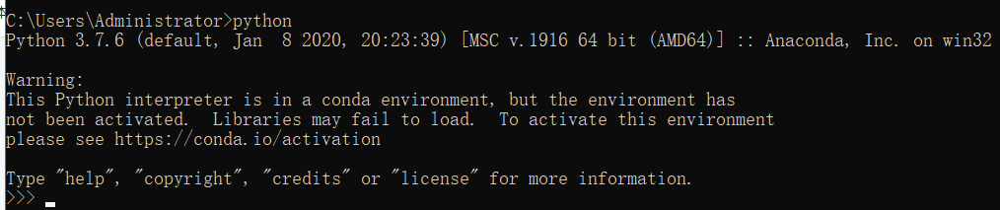 C:\Users\Administrator>python
Python 3.7.6 (default, Jan  8 2020, 20:23:39) [MSC v.1916 64 bit (AMD64)] :: Anaconda, Inc. on win32
Warning:
This Python interpreter is in a conda environment, but the environment has
not been activated.  Libraries may fail to load.  To activate this environment
please see https://conda.io/activation
Type "help", "copyright", "credits" or "license" for more information.
>>>